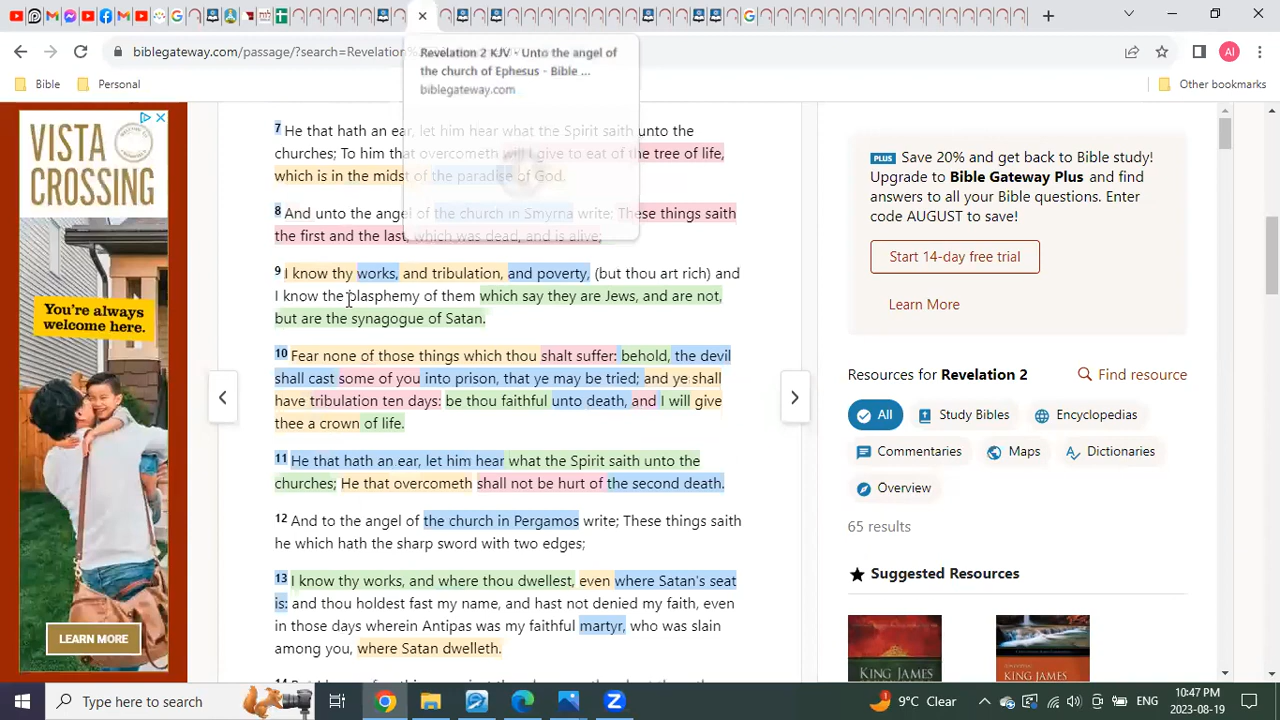 biblegateway.com/passage/?search=Revelation
Bible
Personal
Other bookmarks
AI
Revelation 2 KJV - Unto the angel of
the church of Ephesus - Bible ...
biblegateway.com
7 He that hath an ear, let him hear what the Spirit saith unto the
churches; To him that overcometh will I give to eat of the tree of life,
which is in the midst of the paradise of God.
8 And unto the angel of the church in Smyrna write; These things saith
the first and the last, which was dead, and is alive;
9 I know thy works, and tribulation, and poverty, (but thou art rich) and
I know the blasphemy of them which say they are Jews, and are not,
but are the synagogue of Satan.
10 Fear none of those things which thou shalt suffer: behold, the devil
shall cast some of you into prison, that ye may be tried; and ye shall
have tribulation ten days: be thou faithful unto death, and I will give
thee a crown of life.
11 He that hath an ear, let him hear what the Spirit saith unto the
churches; He that overcometh shall not be hurt of the second death.
12 And to the angel of the church in Pergamos write; These things saith
he which hath the sharp sword with two edges;
13 I know thy works, and where thou dwellest, even where Satan's seat
is: and thou holdest fast my name, and hast not denied my faith, even
in those days wherein Antipas was my faithful martyr, who was slain
among you, where Satan dwelleth.
VISTA
CROSSING
You're always
welcome here.
LEARN MORE
PLUS Save 20% and get back to Bible study!
Upgrade to Bible Gateway Plus and find
answers to all your Bible questions. Enter
code AUGUST to save!
Start 14-day free trial
Learn More
Resources for Revelation 2
Find resource
All
Study Bibles
Encyclopedias
Commentaries
Maps
Dictionaries
Overview
65 results
Suggested Resources
KING JAMES
KING JAMES
Type here to search
1
9°C Clear
ENG
10:47 PM
2023-08-19